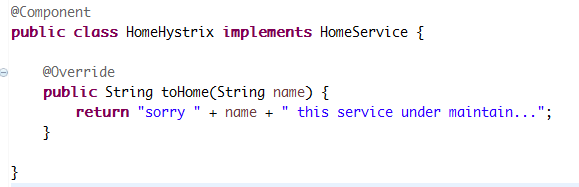 @Component
public class HomeHystrix implements HomeService {
@Override
public String toHome(String name) {
return "sorry " + name + " this service under maintain...";
}
}